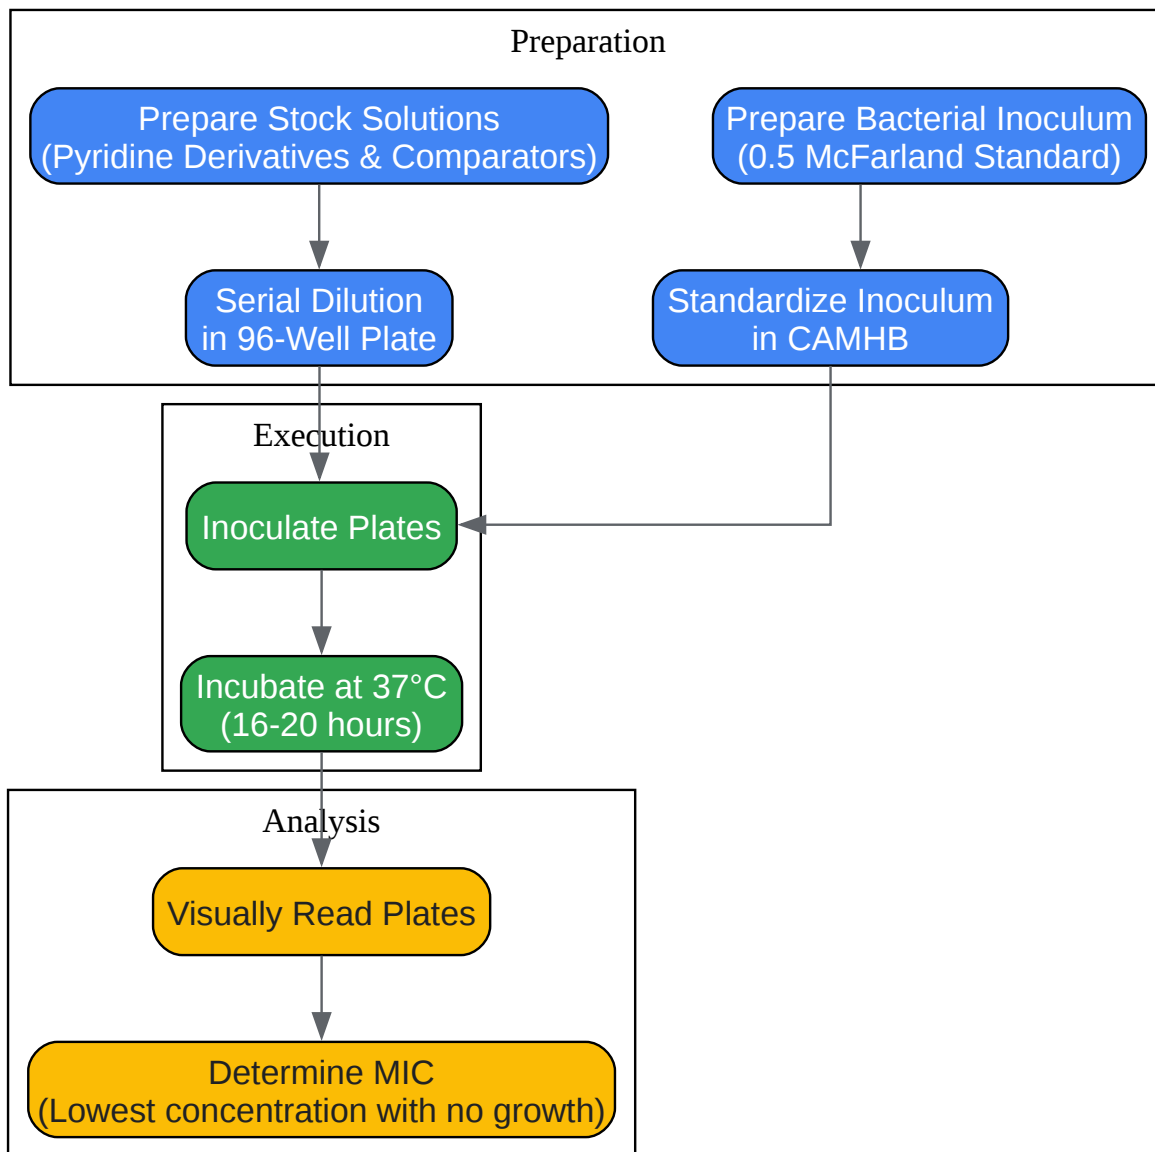 Preparation
Prepare Stock Solutions
(Pyridine Derivatives & Comparators)
Prepare Bacterial Inoculum
(0.5 McFarland Standard)
Serial Dilution
in 96-Well Plate
Standardize Inoculum
in CAMHB
Execution
Inoculate Plates
Incubate at 37°C
(16-20 hours)
Analysis
Visually Read Plates
Determine MIC
(Lowest concentration with no growth)